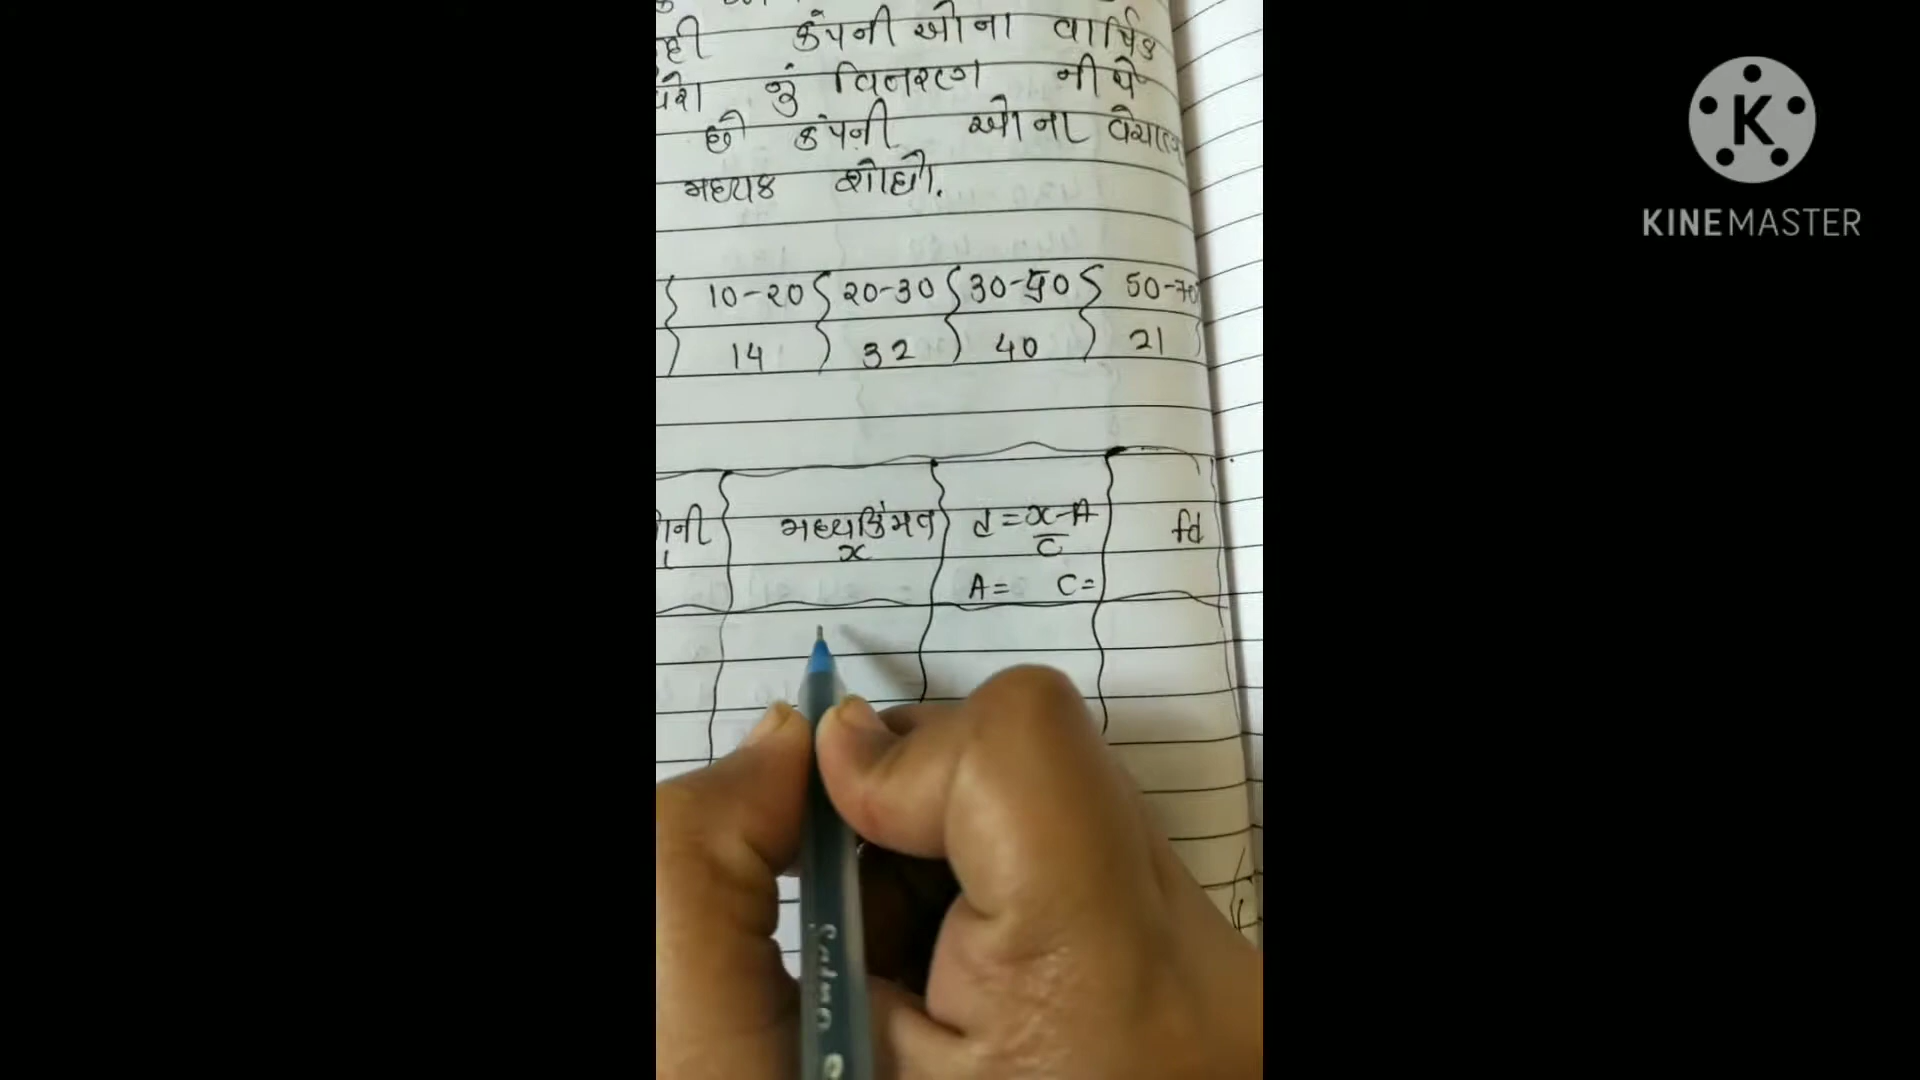 કંપની ઓના વાર્ષિક
નું વિતરણ નીચે
છે કંપની ઓના વેચાણ
મધ્યક શોધો.
10-20 20-30 30-50 50-70
14 32 40 21
મધ્યકિંમત d = x-A fd
x C
A= C=
K
KINEMASTER